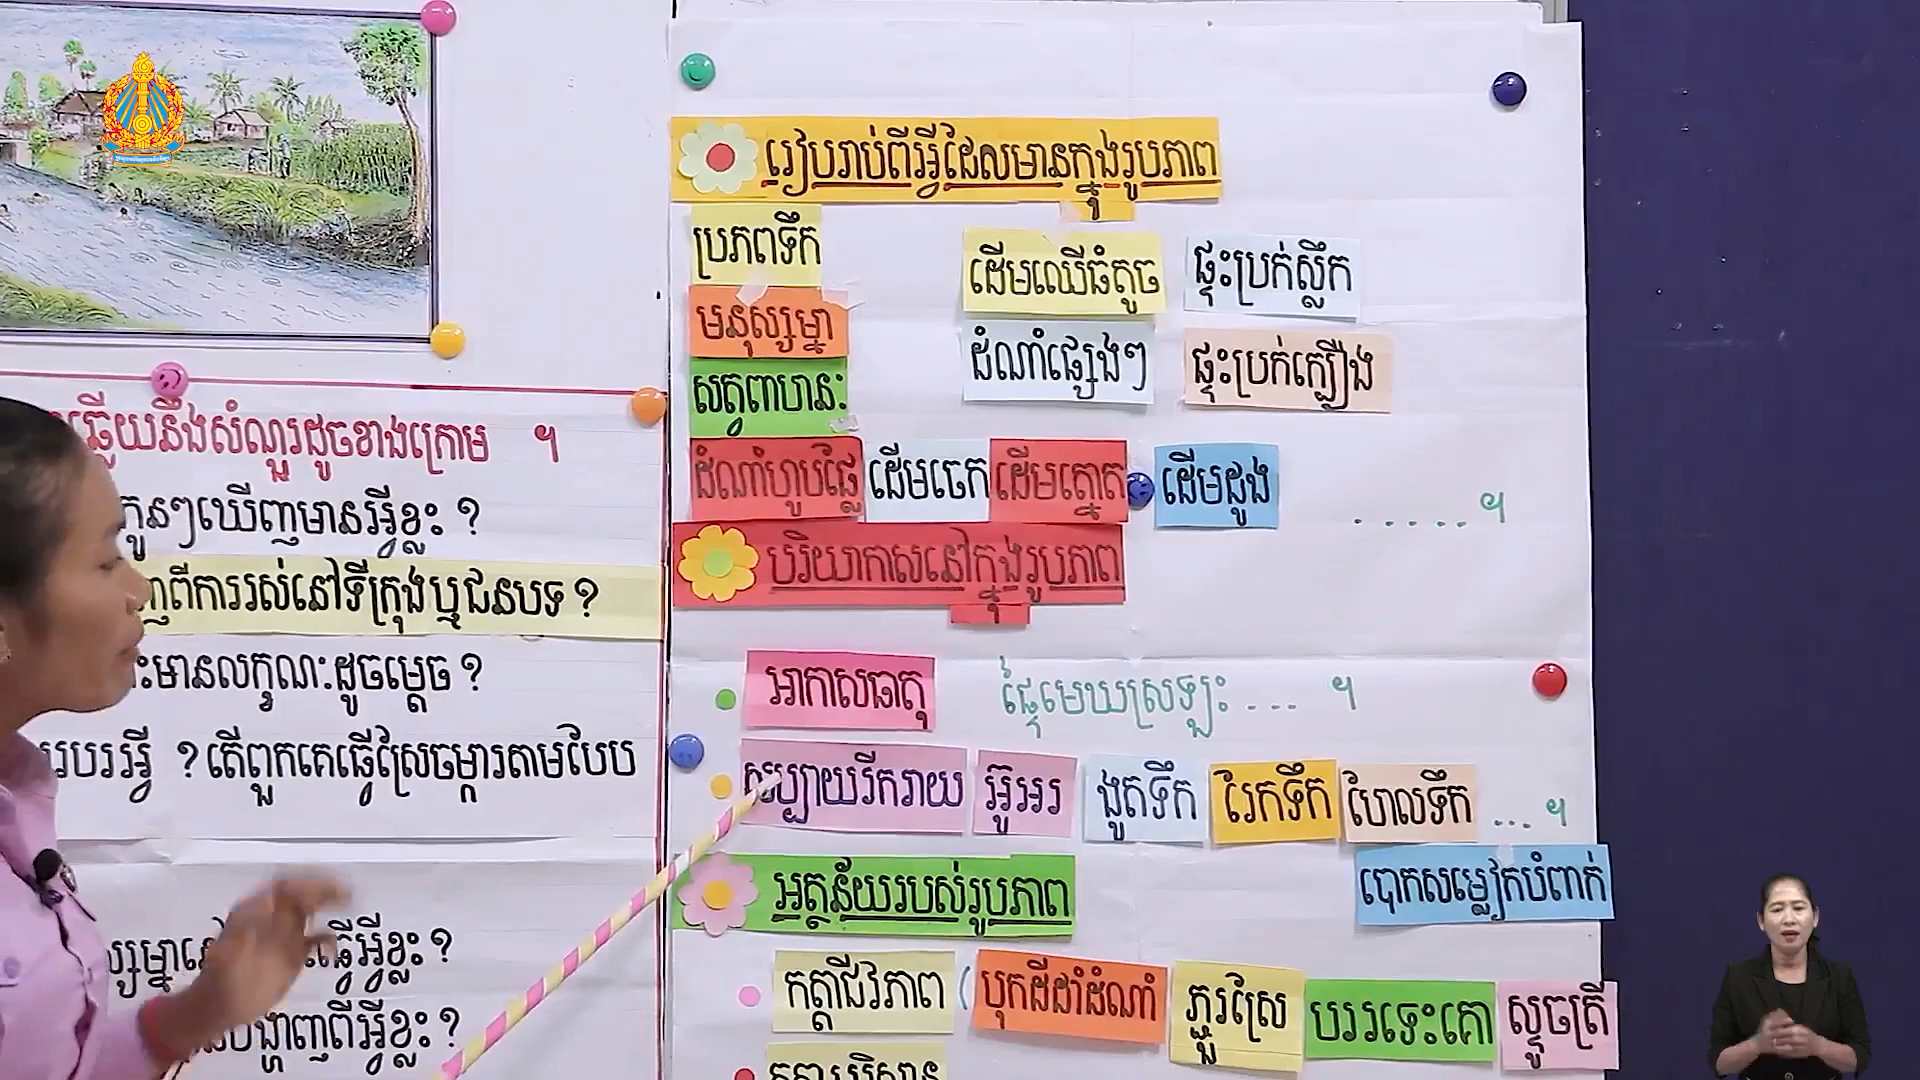 ឆ្លើយនឹងសំណួរដូចខាងក្រោម ។
កូនៗឃើញមានអ្វីខ្លះ ?
ពីការរស់នៅទីក្រុងឬជនបទ ?
មានលក្ខណៈដូចម្ដេច ?
របរអ្វី ? តើពួកគេធ្វើស្រែចម្ការតាមបែប
ធ្វើអ្វីខ្លះ ?
បង្ហាញពីអ្វីខ្លះ ?
រៀបរាប់ពីអ្វីដែលមានក្នុងរូបភាព
ប្រភពទឹក ដើមឈើធំតូច ផ្ទះប្រក់ស្លឹក
មនុស្សម្នា
ដំណាំផ្សេងៗ ផ្ទះប្រក់ក្បឿង
សត្វពាហនៈ
ដំណាំហូបផ្លែ ដើមចេក ដើមត្នោត ដើមដូង . . . . . ។
បរិយាកាសនៅក្នុងរូបភាព
អាកាសធាតុ ផ្ទៃមេឃស្រឡះ .... ។
សប្បាយរីករាយ អ៊ូអរ ងូតទឹក រែកទឹក ហែលទឹក ... ។
បោកសម្លៀកបំពាក់
អត្ថន័យរបស់រូបភាព
កត្តាជីវភាព ( បុកដីដាំដំណាំ ភ្ជួរស្រែ បររទេះគោ ស្ទូចត្រី